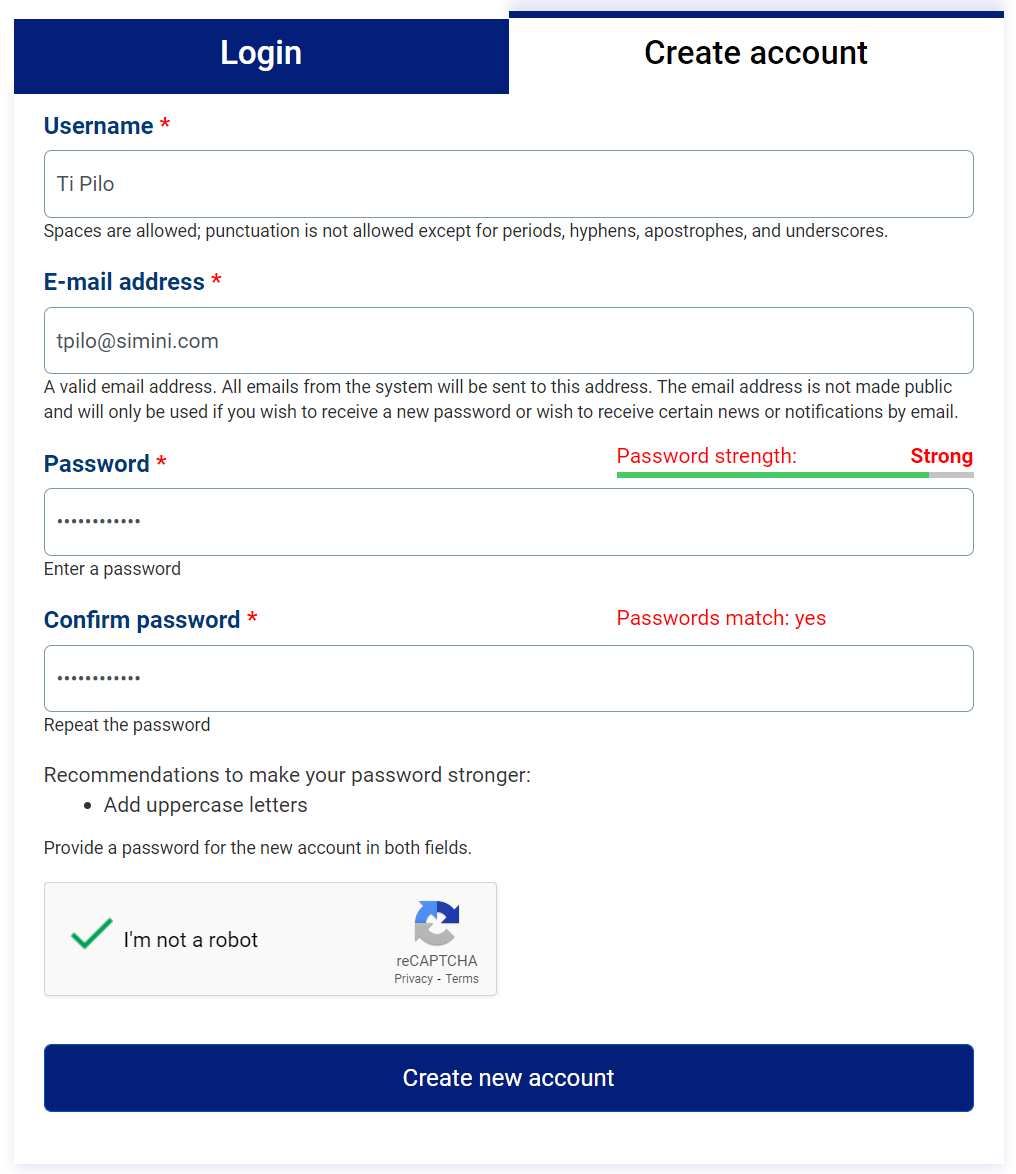 Login
Create account
Username *
Ti Pilo
Spaces are allowed; punctuation is not allowed except for periods, hyphens, apostrophes, and underscores.
E-mail address *
tpilo@simini.com
A valid email address. All emails from the system will be sent to this address. The email address is not made public
and will only be used if you wish to receive a new password or wish to receive certain news or notifications by email.
Password *
Password strength: Strong
••••••••••••
Enter a password
Confirm password *
Passwords match: yes
••••••••••••
Repeat the password
Recommendations to make your password stronger:
• Add uppercase letters
Provide a password for the new account in both fields.
I'm not a robot
reCAPTCHA
Privacy - Terms
Create new account